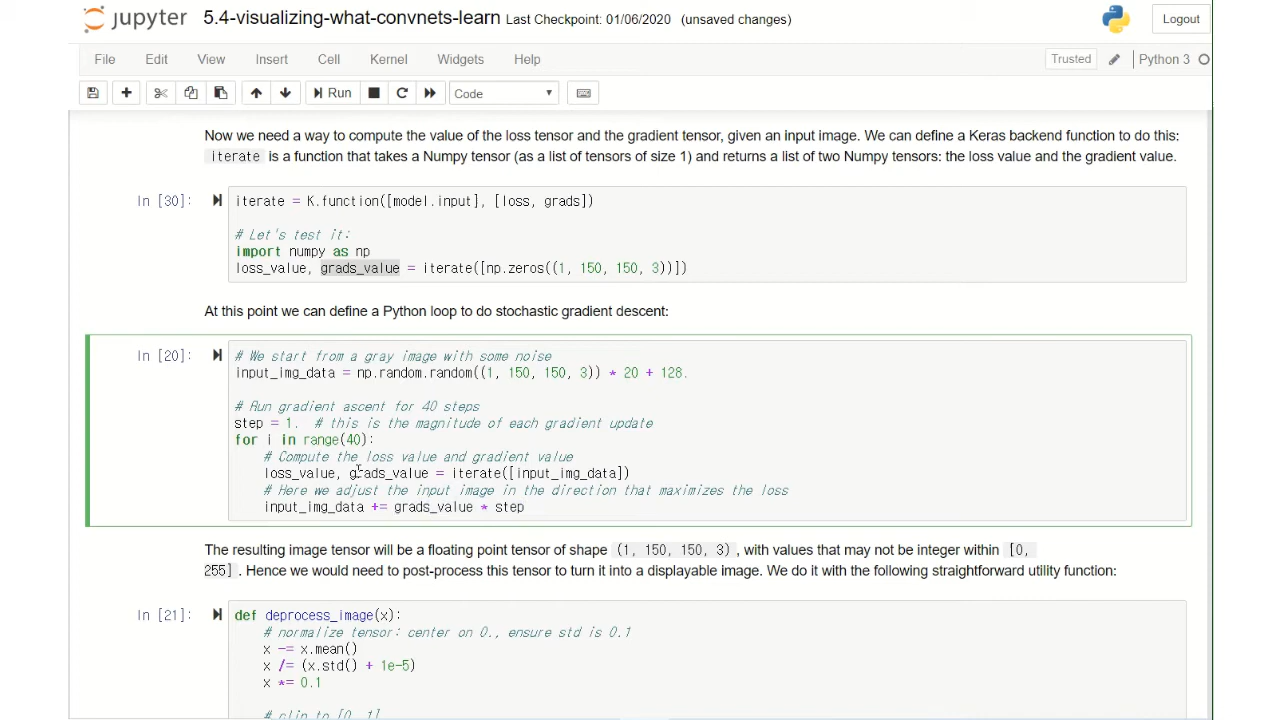 jupyter 5.4-visualizing-what-convnets-learn Last Checkpoint: 01/06/2020 (unsaved changes) Logout
File Edit View Insert Cell Kernel Widgets Help Trusted Python 3
Run Code
Now we need a way to compute the value of the loss tensor and the gradient tensor, given an input image. We can define a Keras backend function to do this:
iterate is a function that takes a Numpy tensor (as a list of tensors of size 1) and returns a list of two Numpy tensors: the loss value and the gradient value.
In [30]: iterate = K.function([model.input], [loss, grads])
# Let's test it:
import numpy as np
loss_value, grads_value = iterate([np.zeros((1, 150, 150, 3))])
At this point we can define a Python loop to do stochastic gradient descent:
In [20]: # We start from a gray image with some noise
input_img_data = np.random.random((1, 150, 150, 3)) * 20 + 128.
# Run gradient ascent for 40 steps
step = 1. # this is the magnitude of each gradient update
for i in range(40):
# Compute the loss value and gradient value
loss_value, grads_value = iterate([input_img_data])
# Here we adjust the input image in the direction that maximizes the loss
input_img_data += grads_value * step
The resulting image tensor will be a floating point tensor of shape (1, 150, 150, 3), with values that may not be integer within [0,
255]. Hence we would need to post-process this tensor to turn it into a displayable image. We do it with the following straightforward utility function:
In [21]: def deprocess_image(x):
# normalize tensor: center on 0., ensure std is 0.1
x -= x.mean()
x /= (x.std() + 1e-5)
x *= 0.1
# clip to [0, 1]